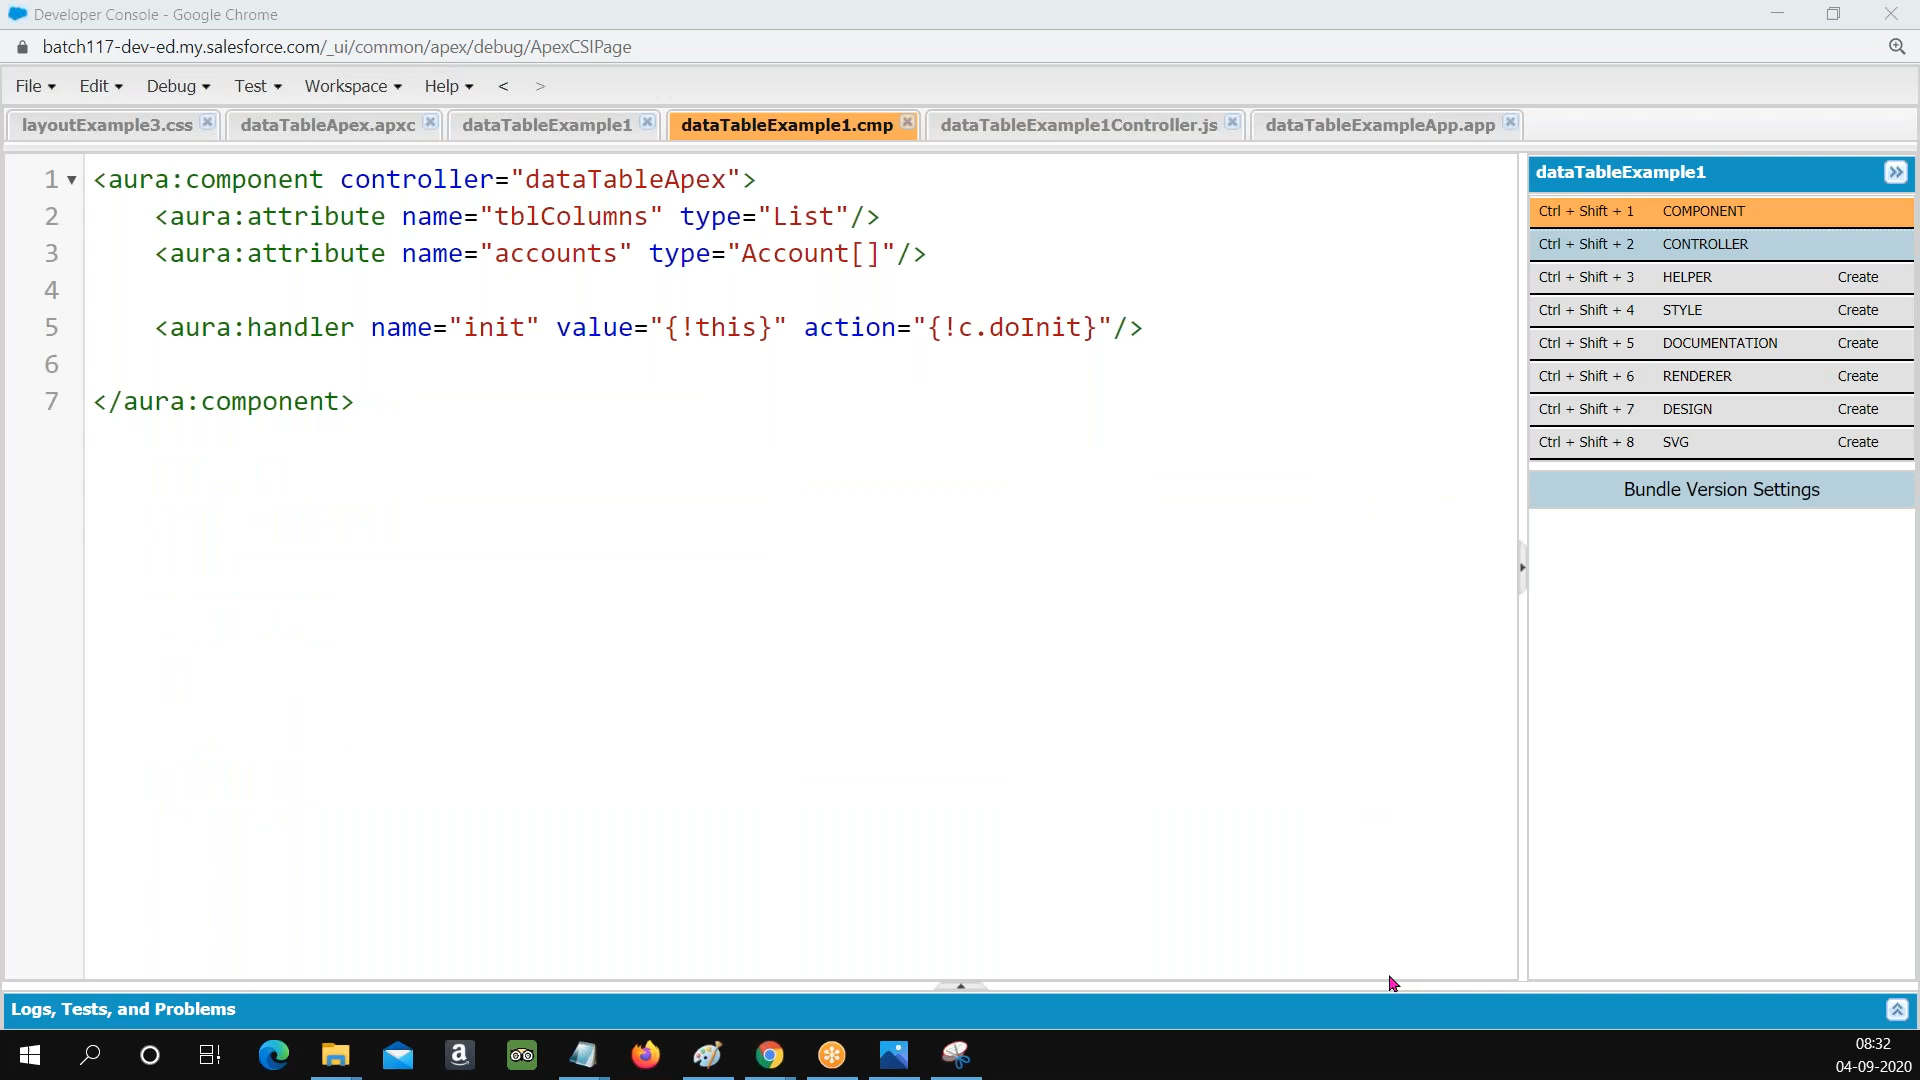 Developer Console - Google Chrome
batch117-dev-ed.my.salesforce.com/_ui/common/apex/debug/ApexCSIPage
File Edit Debug Test Workspace Help < >
layoutExample3.css dataTableApex.apxc dataTableExample1 dataTableExample1.cmp dataTableExample1Controller.js dataTableExampleApp.app
1 <aura:component controller="dataTableApex">
2 <aura:attribute name="tblColumns" type="List"/>
3 <aura:attribute name="accounts" type="Account[]"/>
4
5 <aura:handler name="init" value="{!this}" action="{!c.doInit}"/>
6
7 </aura:component>
dataTableExample1
Ctrl + Shift + 1 COMPONENT
Ctrl + Shift + 2 CONTROLLER
Ctrl + Shift + 3 HELPER Create
Ctrl + Shift + 4 STYLE Create
Ctrl + Shift + 5 DOCUMENTATION Create
Ctrl + Shift + 6 RENDERER Create
Ctrl + Shift + 7 DESIGN Create
Ctrl + Shift + 8 SVG Create
Bundle Version Settings
Logs, Tests, and Problems
08:32
04-09-2020